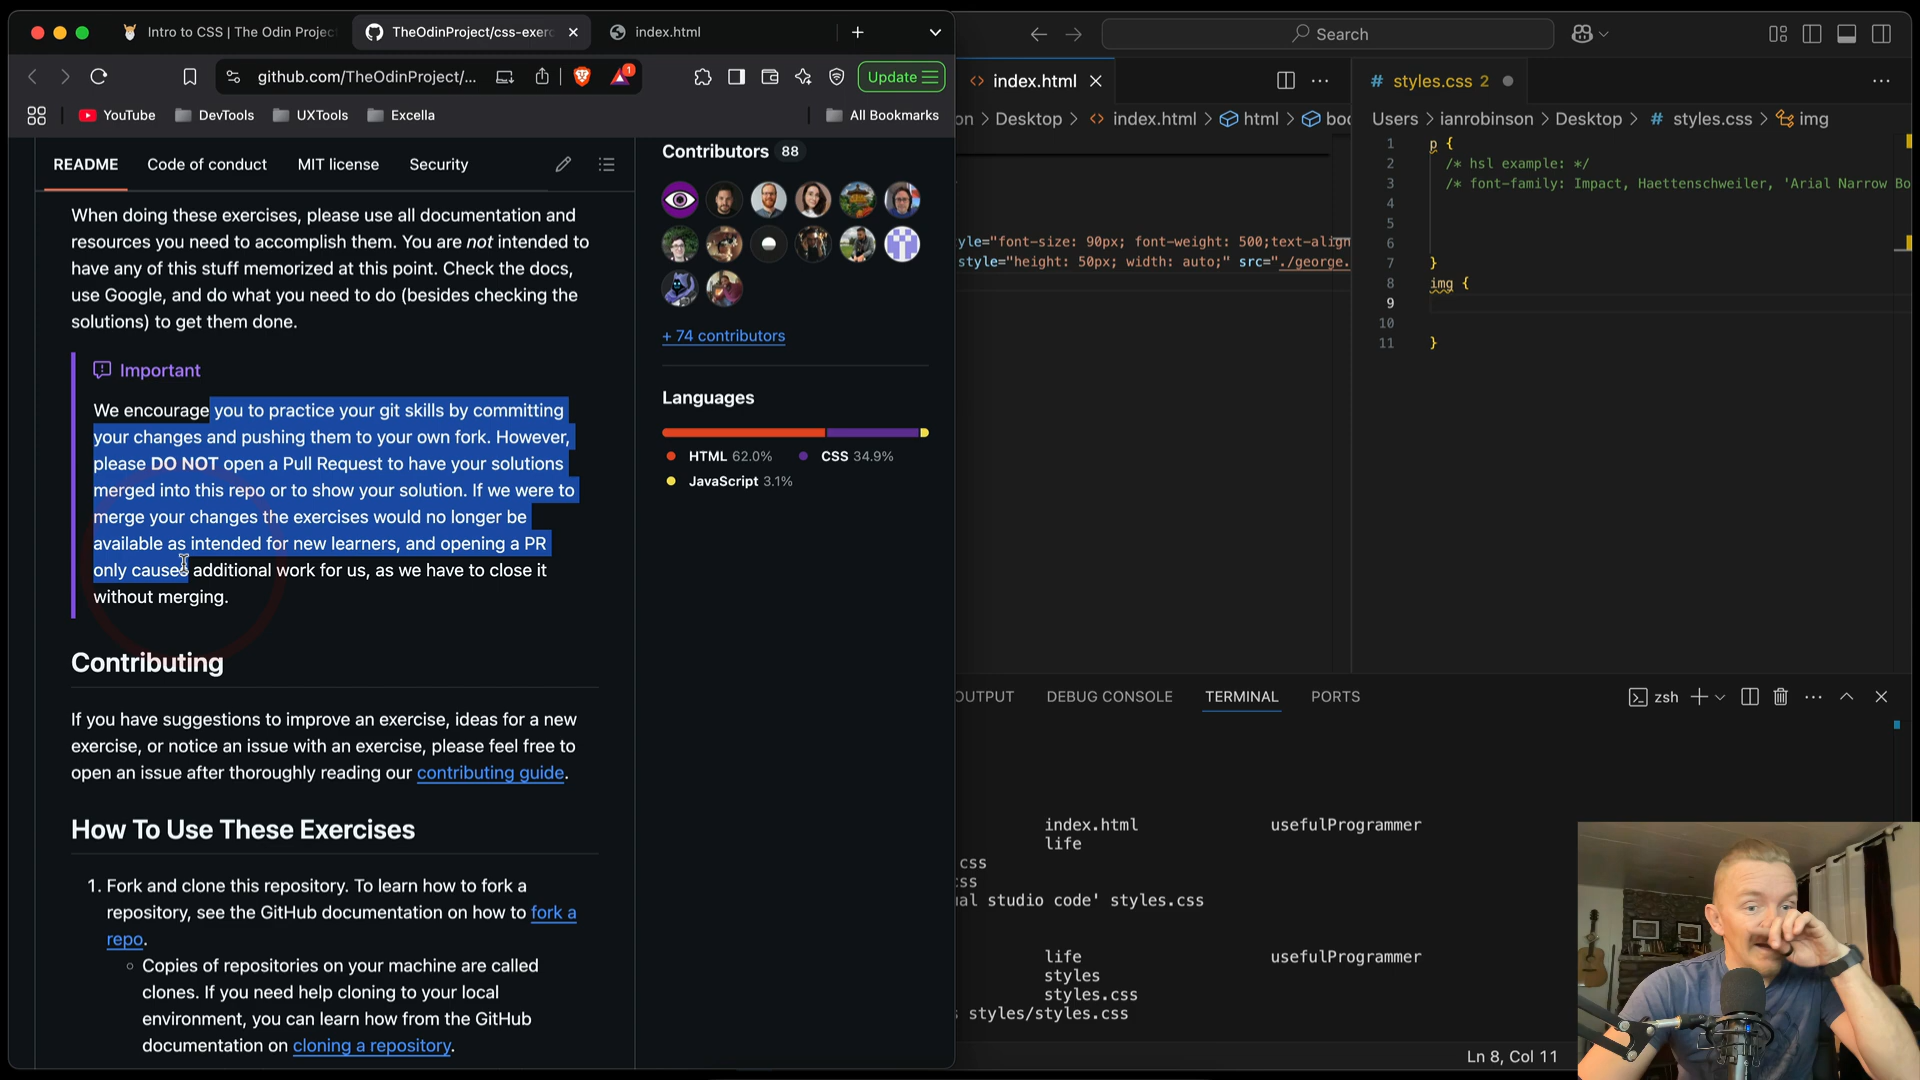 Intro to CSS | The Odin Projec
TheOdinProject/css-exerc
index.html
github.com/TheOdinProject/...
1
Update
YouTube
DevTools
UXTools
Excella
All Bookmarks
README
Code of conduct
MIT license
Security
When doing these exercises, please use all documentation and
resources you need to accomplish them. You are not intended to
have any of this stuff memorized at this point. Check the docs,
use Google, and do what you need to do (besides checking the
solutions) to get them done.
Important
We encourage you to practice your git skills by committing
your changes and pushing them to your own fork. However,
please DO NOT open a Pull Request to have your solutions
merged into this repo or to show your solution. If we were to
merge your changes the exercises would no longer be
available as intended for new learners, and opening a PR
only causes additional work for us, as we have to close it
without merging.
Contributing
If you have suggestions to improve an exercise, ideas for a new
exercise, or notice an issue with an exercise, please feel free to
open an issue after thoroughly reading our contributing guide.
How To Use These Exercises
1. Fork and clone this repository. To learn how to fork a
repository, see the GitHub documentation on how to fork a
repo.
Copies of repositories on your machine are called
clones. If you need help cloning to your local
environment, you can learn how from the GitHub
documentation on cloning a repository.
Contributors 88
+ 74 contributors
Languages
HTML 62.0%
CSS 34.9%
JavaScript 3.1%
Search
index.html
on > Desktop > index.html > html > boc
yle="font-size: 90px; font-weight: 500;text-align
style="height: 50px; width: auto;" src="./george.
# styles.css 2
Users > ianrobinson > Desktop > # styles.css > img
1 p {
2 /* hsl example: */
3 /* font-family: Impact, Haettenschweiler, 'Arial Narrow Bo
4
5
6
7 }
8 img {
9
10
11 }
OUTPUT
DEBUG CONSOLE
TERMINAL
PORTS
zsh
index.html usefulProgrammer
life
css
ss
al studio code' styles.css
life usefulProgrammer
styles
styles.css
styles/styles.css
Ln 8, Col 11